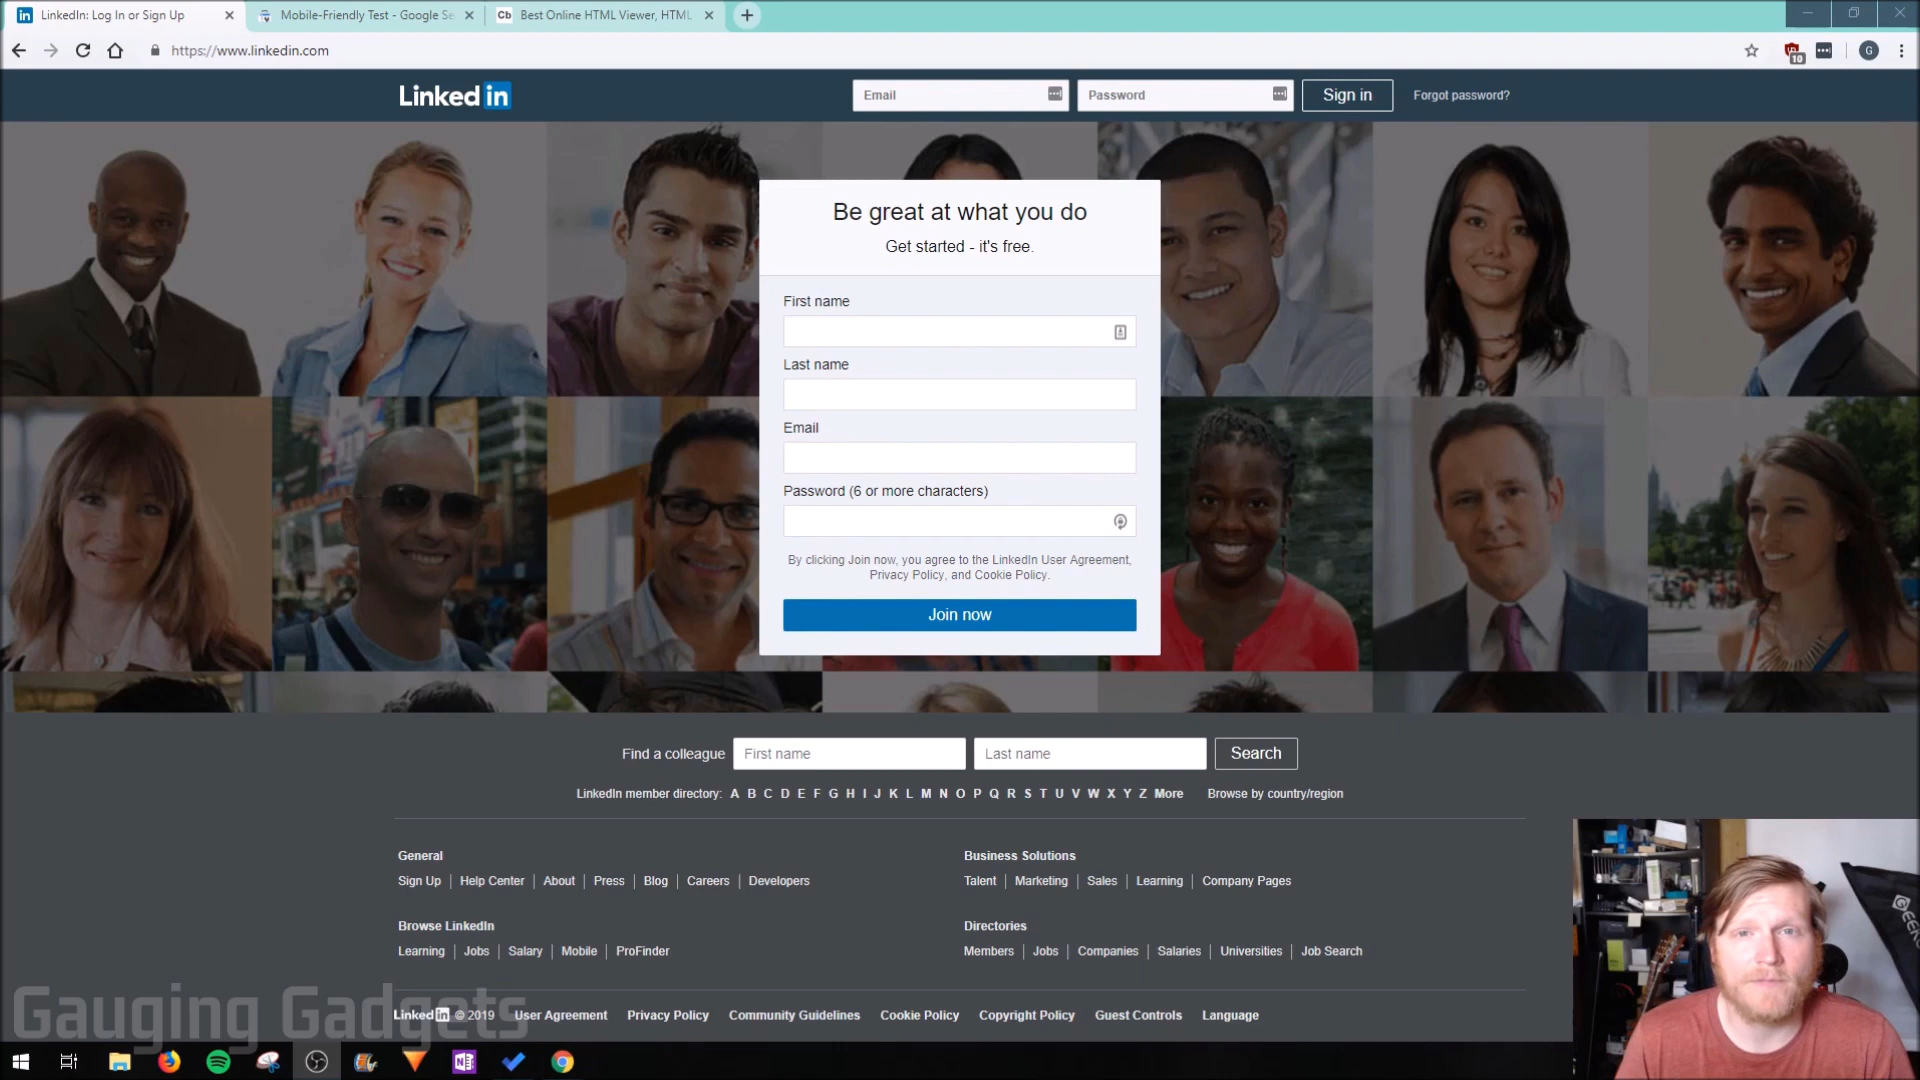 LinkedIn: Log In or Sign Up
Mobile-Friendly Test - Google Se
Best Online HTML Viewer, HTML
https://www.linkedin.com
10
G
Linked in
Email
Password
Sign in
Forgot password?
Be great at what you do
Get started - it's free.
First name
Last name
Email
Password (6 or more characters)
By clicking Join now, you agree to the LinkedIn User Agreement,
Privacy Policy, and Cookie Policy.
Join now
Find a colleague
First name
Last name
Search
LinkedIn member directory: A B C D E F G H I J K L M N O P Q R S T U V W X Y Z More Browse by country/region
General
Sign Up Help Center About Press Blog Careers Developers
Business Solutions
Talent Marketing Sales Learning Company Pages
Browse LinkedIn
Learning Jobs Salary Mobile ProFinder
Directories
Members Jobs Companies Salaries Universities Job Search
Linked in © 2019 User Agreement Privacy Policy Community Guidelines Cookie Policy Copyright Policy Guest Controls Language
Gauging Gadgets